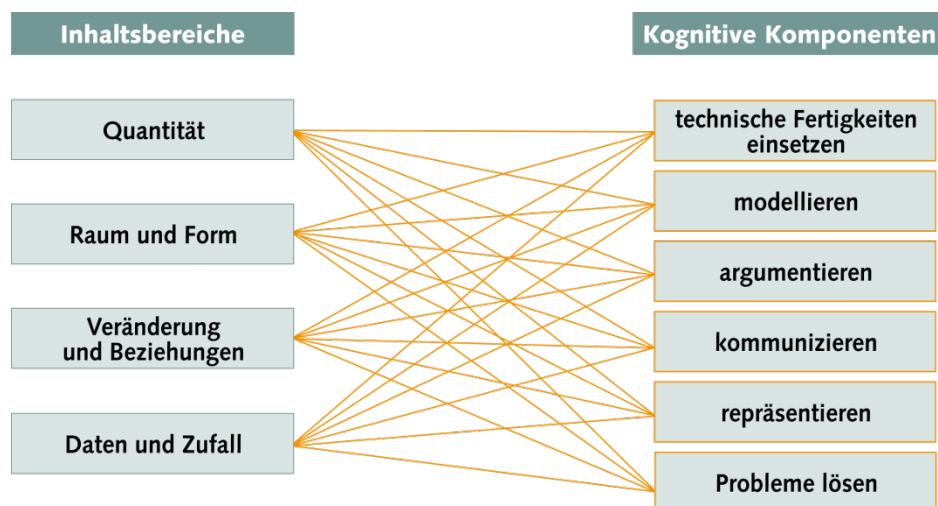 Inhaltsbereiche
Quantität
Raum und Form
Veränderung
und Beziehungen
Daten und Zufall
Kognitive Komponenten
technische Fertigkeiten
einsetzen
modellieren
argumentieren
kommunizieren
repräsentieren
Probleme lösen